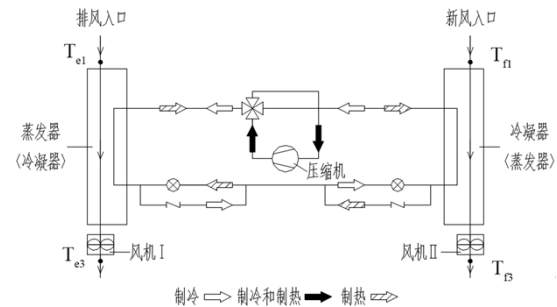 排风入口
新风入口
Te1
Tf1
蒸发器
〈冷凝器〉
冷凝器
〈蒸发器〉
压缩机
Te3
风机Ⅰ
风机Ⅱ
Tf3
制冷
制冷和制热
制热